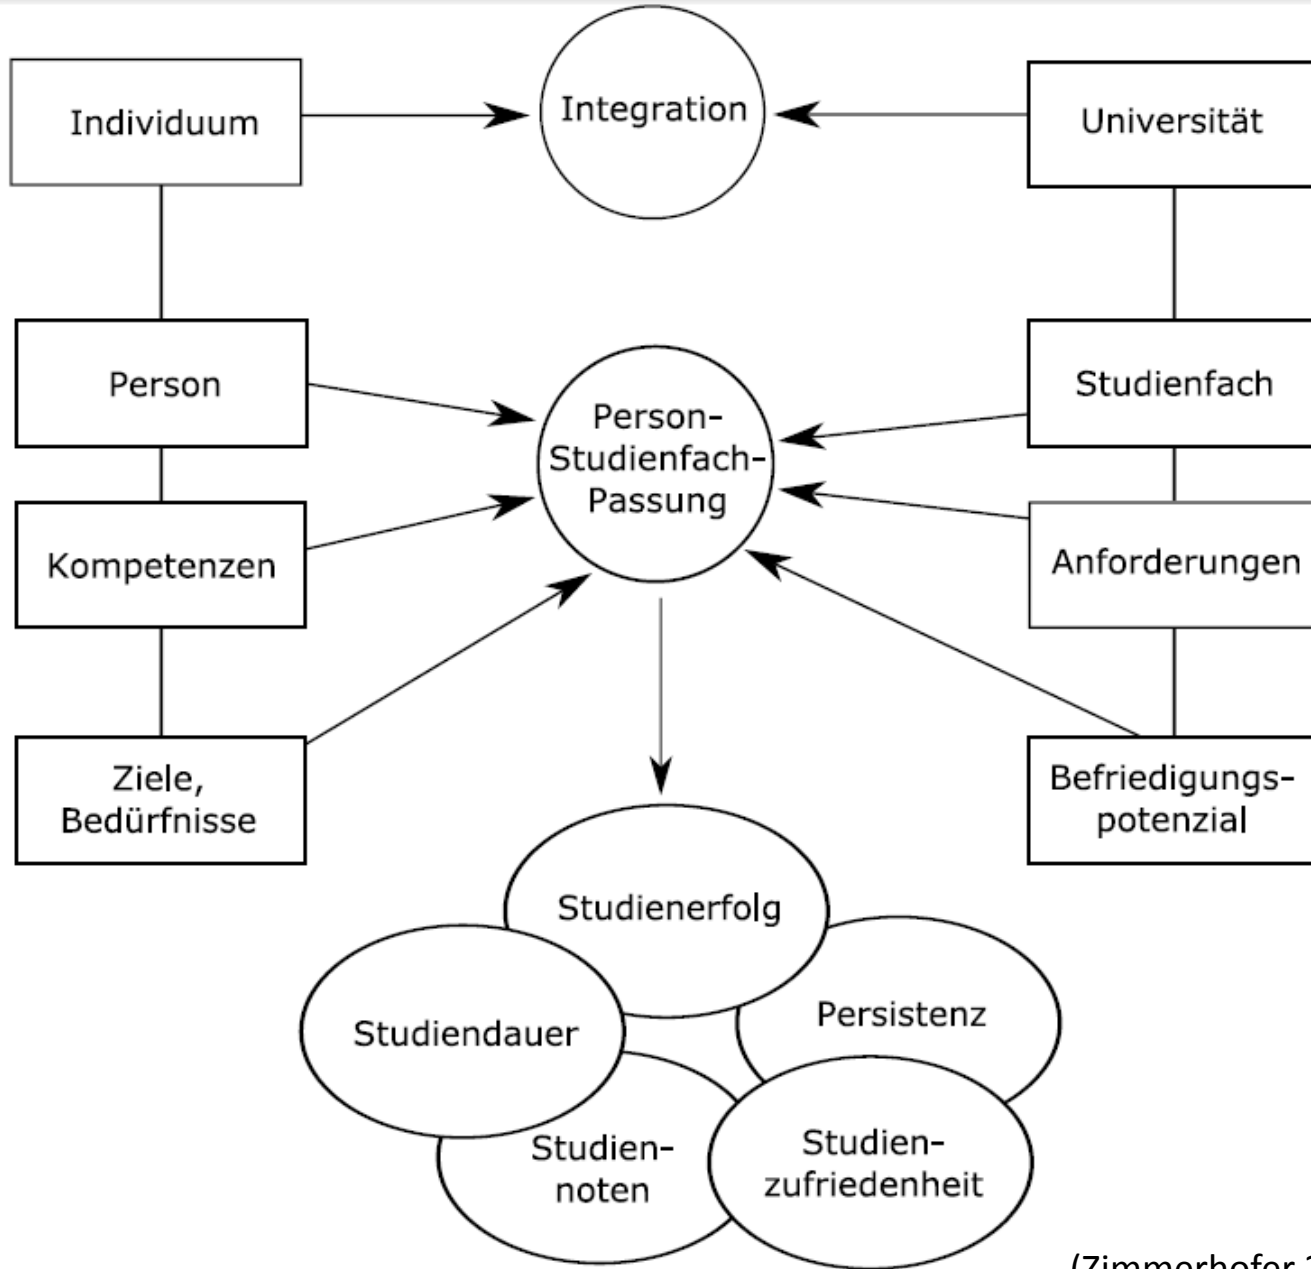 Individuum
Integration
Universität
Person
Person-
Studienfach-
Passung
Studienfach
Kompetenzen
Anforderungen
Ziele,
Bedürfnisse
Befriedigungs-
potenzial
Studienerfolg
Studiendauer
Persistenz
Studien-
noten
Studien-
zufriedenheit
(Zimmerhofer